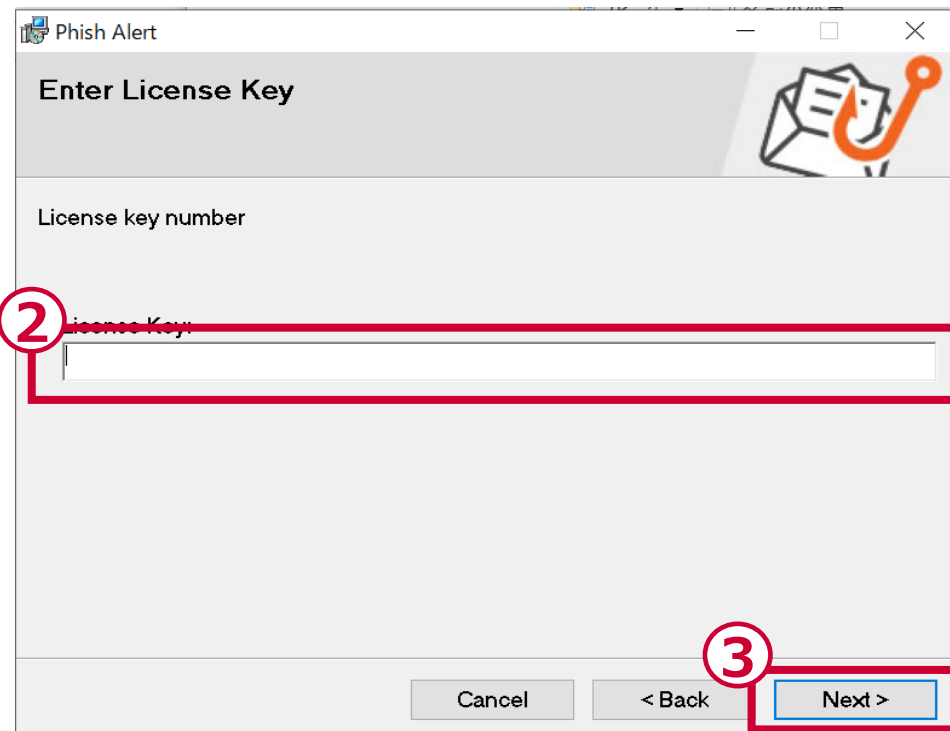 Phish Alert
Enter License Key
License key number
②
License Key:
③
Cancel
< Back
Next >